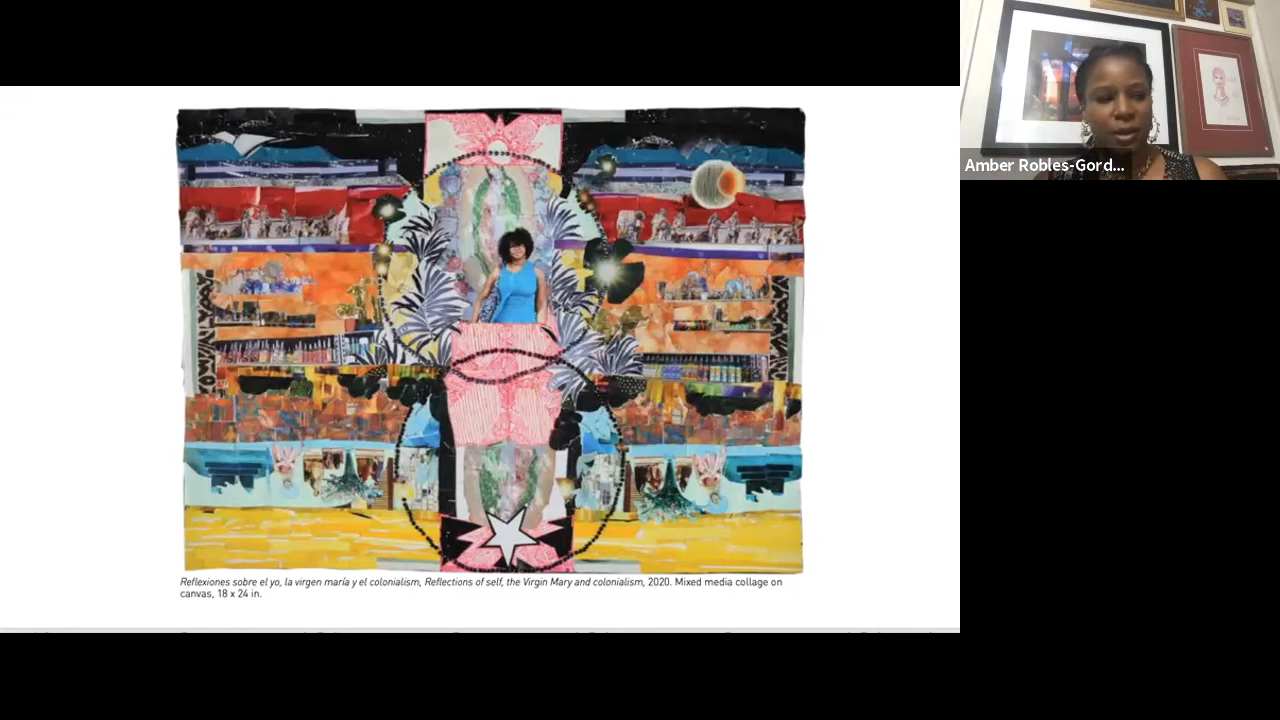 Amber Robles-Gord...
Reflexiones sobre el yo, la virgen maría y el colonialism, Reflections of self, the Virgin Mary and colonialism, 2020. Mixed media collage on
canvas, 18 x 24 in.